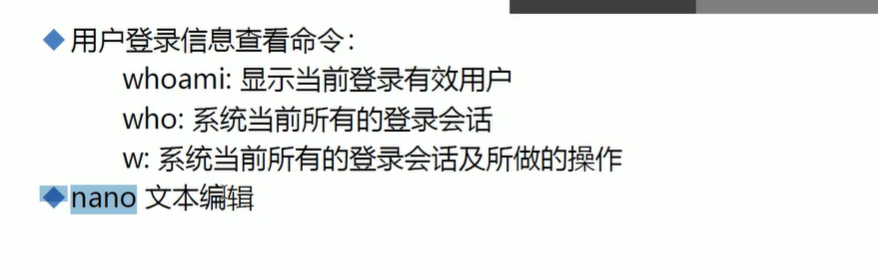 用户登录信息查看命令：
whoami: 显示当前登录有效用户
who: 系统当前所有的登录会话
w: 系统当前所有的登录会话及所做的操作
nano 文本编辑